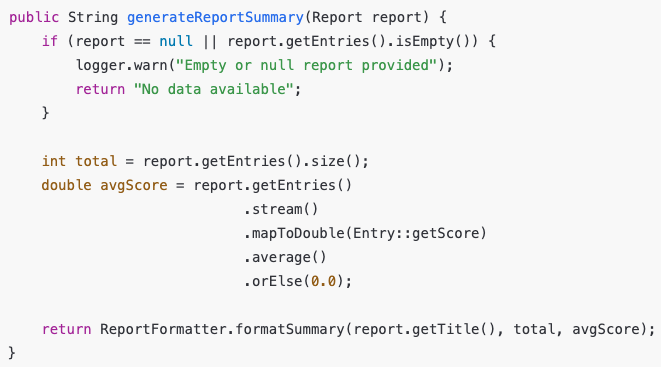 public String generateReportSummary(Report report) {
    if (report == null || report.getEntries().isEmpty()) {
        logger.warn("Empty or null report provided");
        return "No data available";
    }

    int total = report.getEntries().size();
    double avgScore = report.getEntries()
                            .stream()
                            .mapToDouble(Entry::getScore)
                            .average()
                            .orElse(0.0);

    return ReportFormatter.formatSummary(report.getTitle(), total, avgScore);
}